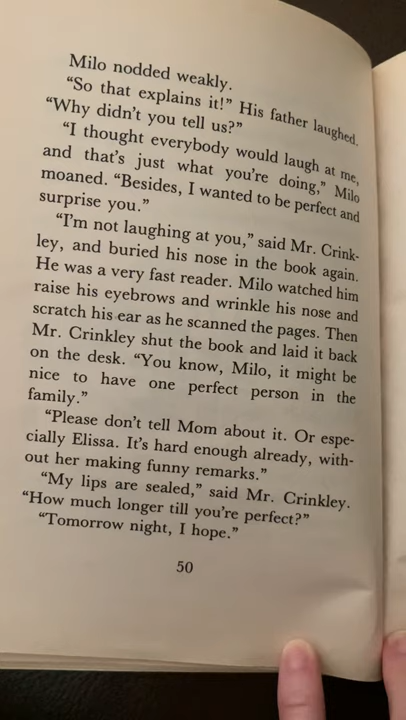 Milo nodded weakly.
“So that explains it!” His father laughed.
“Why didn’t you tell us?”
“I thought everybody would laugh at me,
and that’s just what you’re doing,” Milo
moaned. “Besides, I wanted to be perfect and
surprise you.”
“I’m not laughing at you,” said Mr. Crink-
ley, and buried his nose in the book again.
He was a very fast reader. Milo watched him
raise his eyebrows and wrinkle his nose and
scratch his ear as he scanned the pages. Then
Mr. Crinkley shut the book and laid it back
on the desk. “You know, Milo, it might be
nice to have one perfect person in the
family.”
“Please don’t tell Mom about it. Or espe-
cially Elissa. It’s hard enough already, with-
out her making funny remarks.”
“My lips are sealed,” said Mr. Crinkley.
“How much longer till you’re perfect?”
“Tomorrow night, I hope.”
50